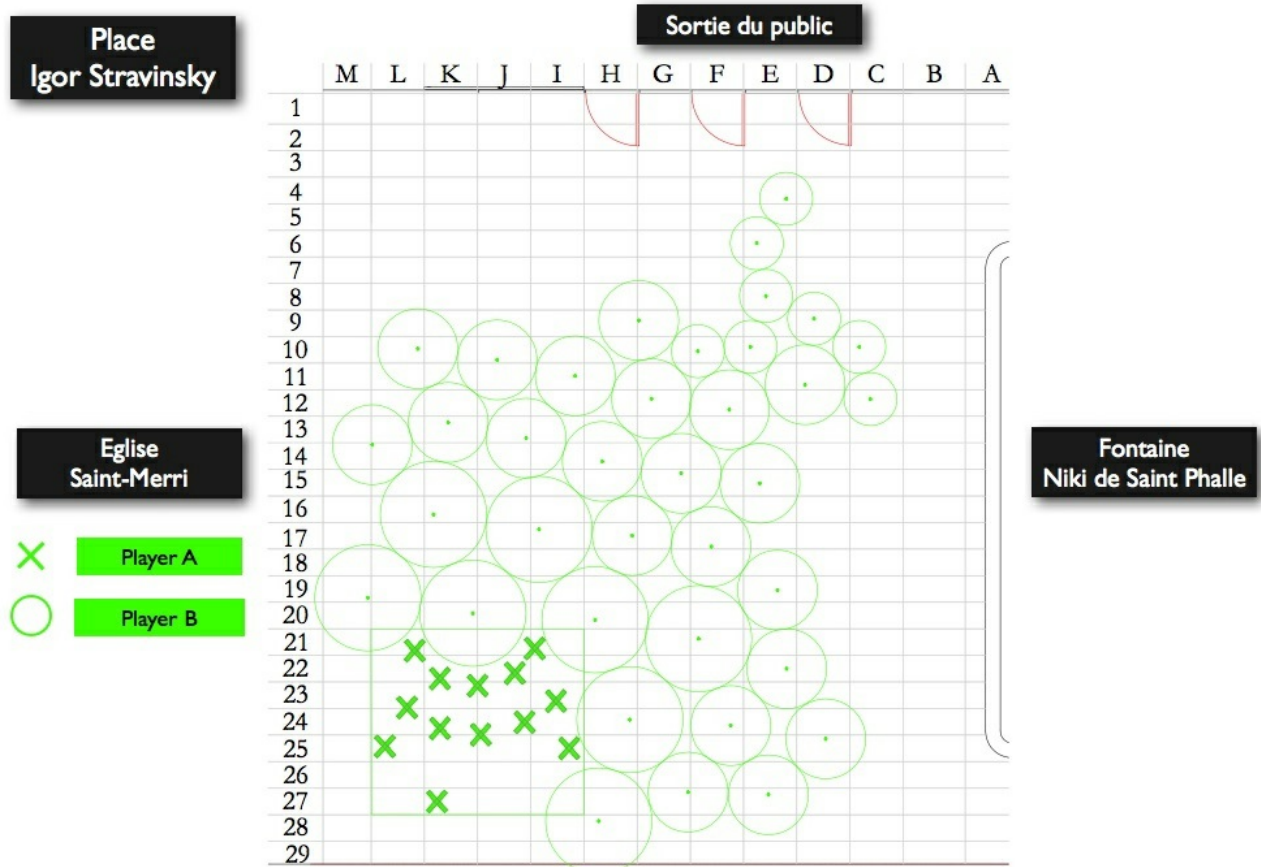 Place
Igor Stravinsky
Sortie du public
M L K J I H G F E D C B A
1
2
3
4
5
6
7
8
9
10
11
12
13
14
15
16
17
18
19
20
21
22
23
24
25
26
27
28
29
Eglise
Saint-Merri
Player A
Player B
Fontaine
Niki de Saint Phalle